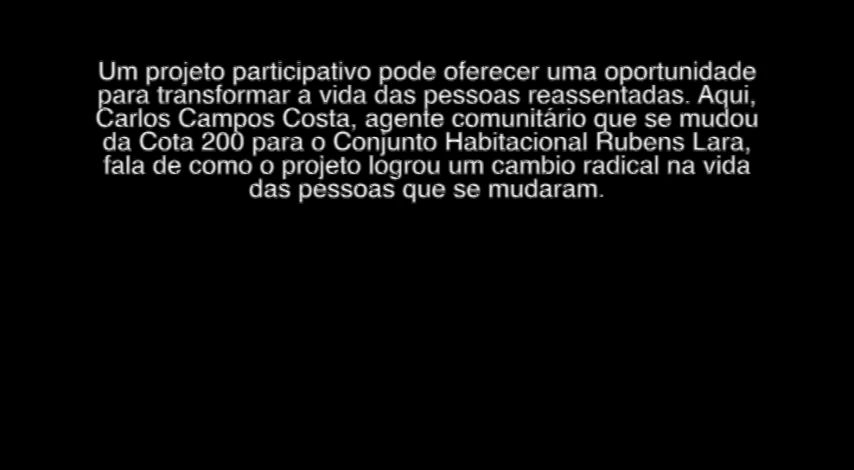 Um projeto participativo pode oferecer uma oportunidade
para transformar a vida das pessoas reassentadas. Aqui,
Carlos Campos Costa, agente comunitário que se mudou
da Cota 200 para o Conjunto Habitacional Rubens Lara,
fala de como o projeto logrou um cambio radical na vida
das pessoas que se mudaram.